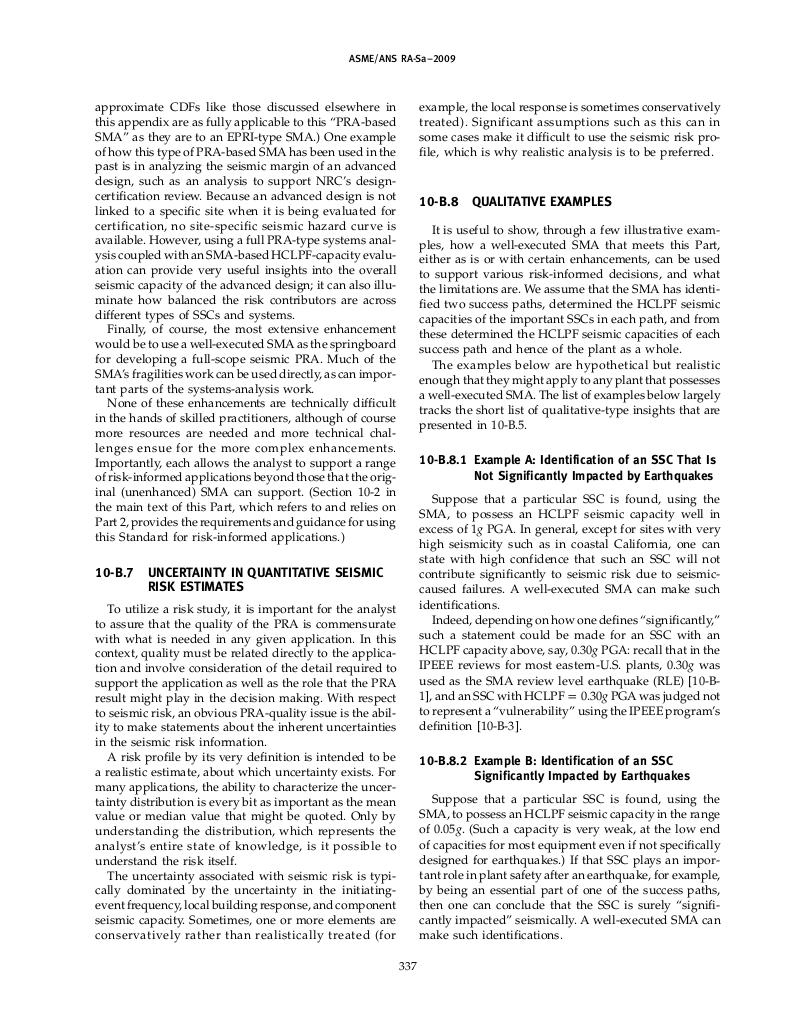 ASME/ANS RA-Sa–2009
approximate CDFs like those discussed elsewhere in
this appendix are as fully applicable to this “PRA-based
SMA” as they are to an EPRI-type SMA.) One example
of how this type of PRA-based SMA has been used in the
past is in analyzing the seismic margin of an advanced
design, such as an analysis to support NRC’s design-
certification review. Because an advanced design is not
linked to a specific site when it is being evaluated for
certification, no site-specific seismic hazard curve is
available. However, using a full PRA-type systems anal-
ysis coupled with an SMA-based HCLPF-capacity evalu-
ation can provide very useful insights into the overall
seismic capacity of the advanced design; it can also illu-
minate how balanced the risk contributors are across
different types of SSCs and systems.
Finally, of course, the most extensive enhancement
would be to use a well-executed SMA as the springboard
for developing a full-scope seismic PRA. Much of the
SMA’s fragilities work can be used directly, as can impor-
tant parts of the systems-analysis work.
None of these enhancements are technically difficult
in the hands of skilled practitioners, although of course
more resources are needed and more technical chal-
lenges ensue for the more complex enhancements.
Importantly, each allows the analyst to support a range
of risk-informed applications beyond those that the orig-
inal (unenhanced) SMA can support. (Section 10-2 in
the main text of this Part, which refers to and relies on
Part 2, provides the requirements and guidance for using
this Standard for risk-informed applications.)
10-B.7 UNCERTAINTY IN QUANTITATIVE SEISMIC
RISK ESTIMATES
To utilize a risk study, it is important for the analyst
to assure that the quality of the PRA is commensurate
with what is needed in any given application. In this
context, quality must be related directly to the applica-
tion and involve consideration of the detail required to
support the application as well as the role that the PRA
result might play in the decision making. With respect
to seismic risk, an obvious PRA-quality issue is the abil-
ity to make statements about the inherent uncertainties
in the seismic risk information.
A risk profile by its very definition is intended to be
a realistic estimate, about which uncertainty exists. For
many applications, the ability to characterize the uncer-
tainty distribution is every bit as important as the mean
value or median value that might be quoted. Only by
understanding the distribution, which represents the
analyst’s entire state of knowledge, is it possible to
understand the risk itself.
The uncertainty associated with seismic risk is typi-
cally dominated by the uncertainty in the initiating-
event frequency, local building response, and component
seismic capacity. Sometimes, one or more elements are
conservatively rather than realistically treated (for
example, the local response is sometimes conservatively
treated). Significant assumptions such as this can in
some cases make it difficult to use the seismic risk pro-
file, which is why realistic analysis is to be preferred.
10-B.8 QUALITATIVE EXAMPLES
It is useful to show, through a few illustrative exam-
ples, how a well-executed SMA that meets this Part,
either as is or with certain enhancements, can be used
to support various risk-informed decisions, and what
the limitations are. We assume that the SMA has identi-
fied two success paths, determined the HCLPF seismic
capacities of the important SSCs in each path, and from
these determined the HCLPF seismic capacities of each
success path and hence of the plant as a whole.
The examples below are hypothetical but realistic
enough that they might apply to any plant that possesses
a well-executed SMA. The list of examples below largely
tracks the short list of qualitative-type insights that are
presented in 10-B.5.
10-B.8.1 Example A: Identification of an SSC That Is
Not Significantly Impacted by Earthquakes
Suppose that a particular SSC is found, using the
SMA, to possess an HCLPF seismic capacity well in
excess of 1g PGA. In general, except for sites with very
high seismicity such as in coastal California, one can
state with high confidence that such an SSC will not
contribute significantly to seismic risk due to seismic-
caused failures. A well-executed SMA can make such
identifications.
Indeed, depending on how one defines “significantly,”
such a statement could be made for an SSC with an
HCLPF capacity above, say, 0.30g PGA: recall that in the
IPEEE reviews for most eastern-U.S. plants, 0.30g was
used as the SMA review level earthquake (RLE) [10-B-
1], and an SSC with HCLPF = 0.30g PGA was judged not
to represent a “vulnerability” using the IPEEE program’s
definition [10-B-3].
10-B.8.2 Example B: Identification of an SSC
Significantly Impacted by Earthquakes
Suppose that a particular SSC is found, using the
SMA, to possess an HCLPF seismic capacity in the range
of 0.05g. (Such a capacity is very weak, at the low end
of capacities for most equipment even if not specifically
designed for earthquakes.) If that SSC plays an impor-
tant role in plant safety after an earthquake, for example,
by being an essential part of one of the success paths,
then one can conclude that the SSC is surely “signifi-
cantly impacted” seismically. A well-executed SMA can
make such identifications.
337